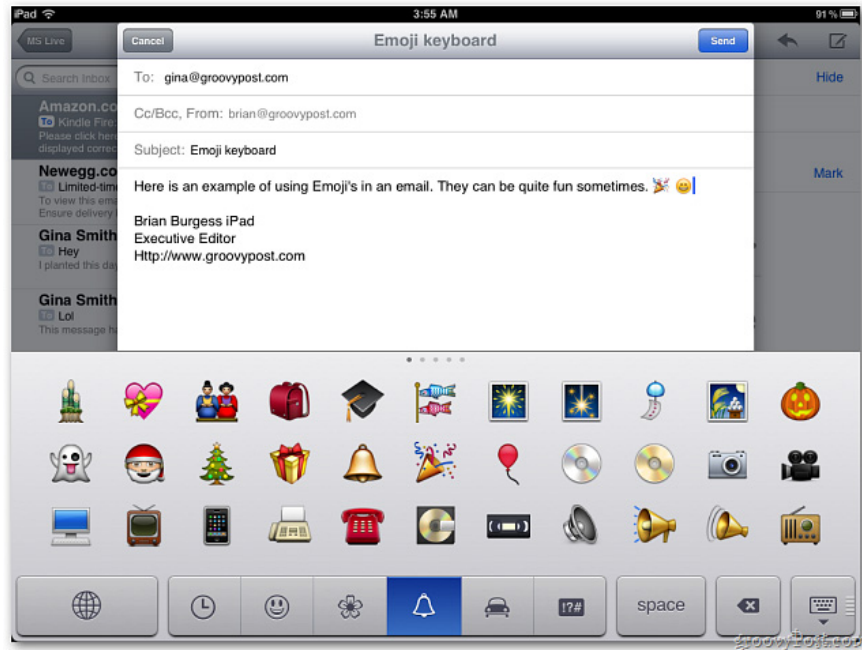 iPad
3:55 AM
91 %
MS Live
Cancel
Emoji keyboard
Send
Search Inbox
Hide
To: gina@groovypost.com
Amazon.co
To Kindle Fire:
Please click here
displayed correc
Cc/Bcc, From: brian@groovypost.com
Subject: Emoji keyboard
Newegg.co
To Limited-time
To view this ema
Ensure delivery
Mark
Here is an example of using Emoji's in an email. They can be quite fun sometimes. 🎉 😀
Brian Burgess iPad
Executive Editor
Http://www.groovypost.com
Gina Smith
To Hey
I planted this day
Gina Smith
To Lol
This message ha
!?#
space
groovyPost.com